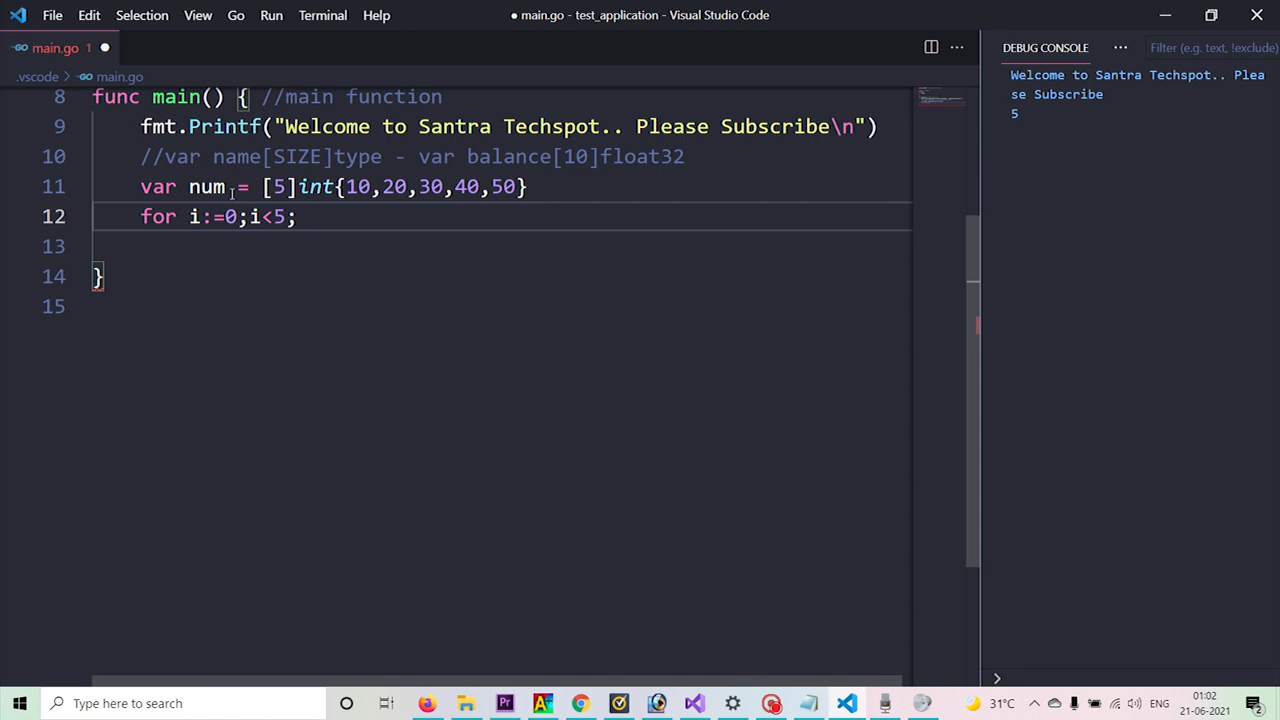 File Edit Selection View Go Run Terminal Help
● main.go - test_application - Visual Studio Code
main.go 1 ●
DEBUG CONSOLE ··· Filter (e.g. text, !exclude)
.vscode > main.go
8 func main() { //main function
9 fmt.Printf("Welcome to Santra Techspot.. Please Subscribe\n")
10 //var name[SIZE]type - var balance[10]float32
11 var num = [5]int{10,20,30,40,50}
12 for i:=0;i<5;
13
14 }
15
Welcome to Santra Techspot.. Plea
se Subscribe
5
Type here to search
31°C
ENG
01:02
21-06-2021
2